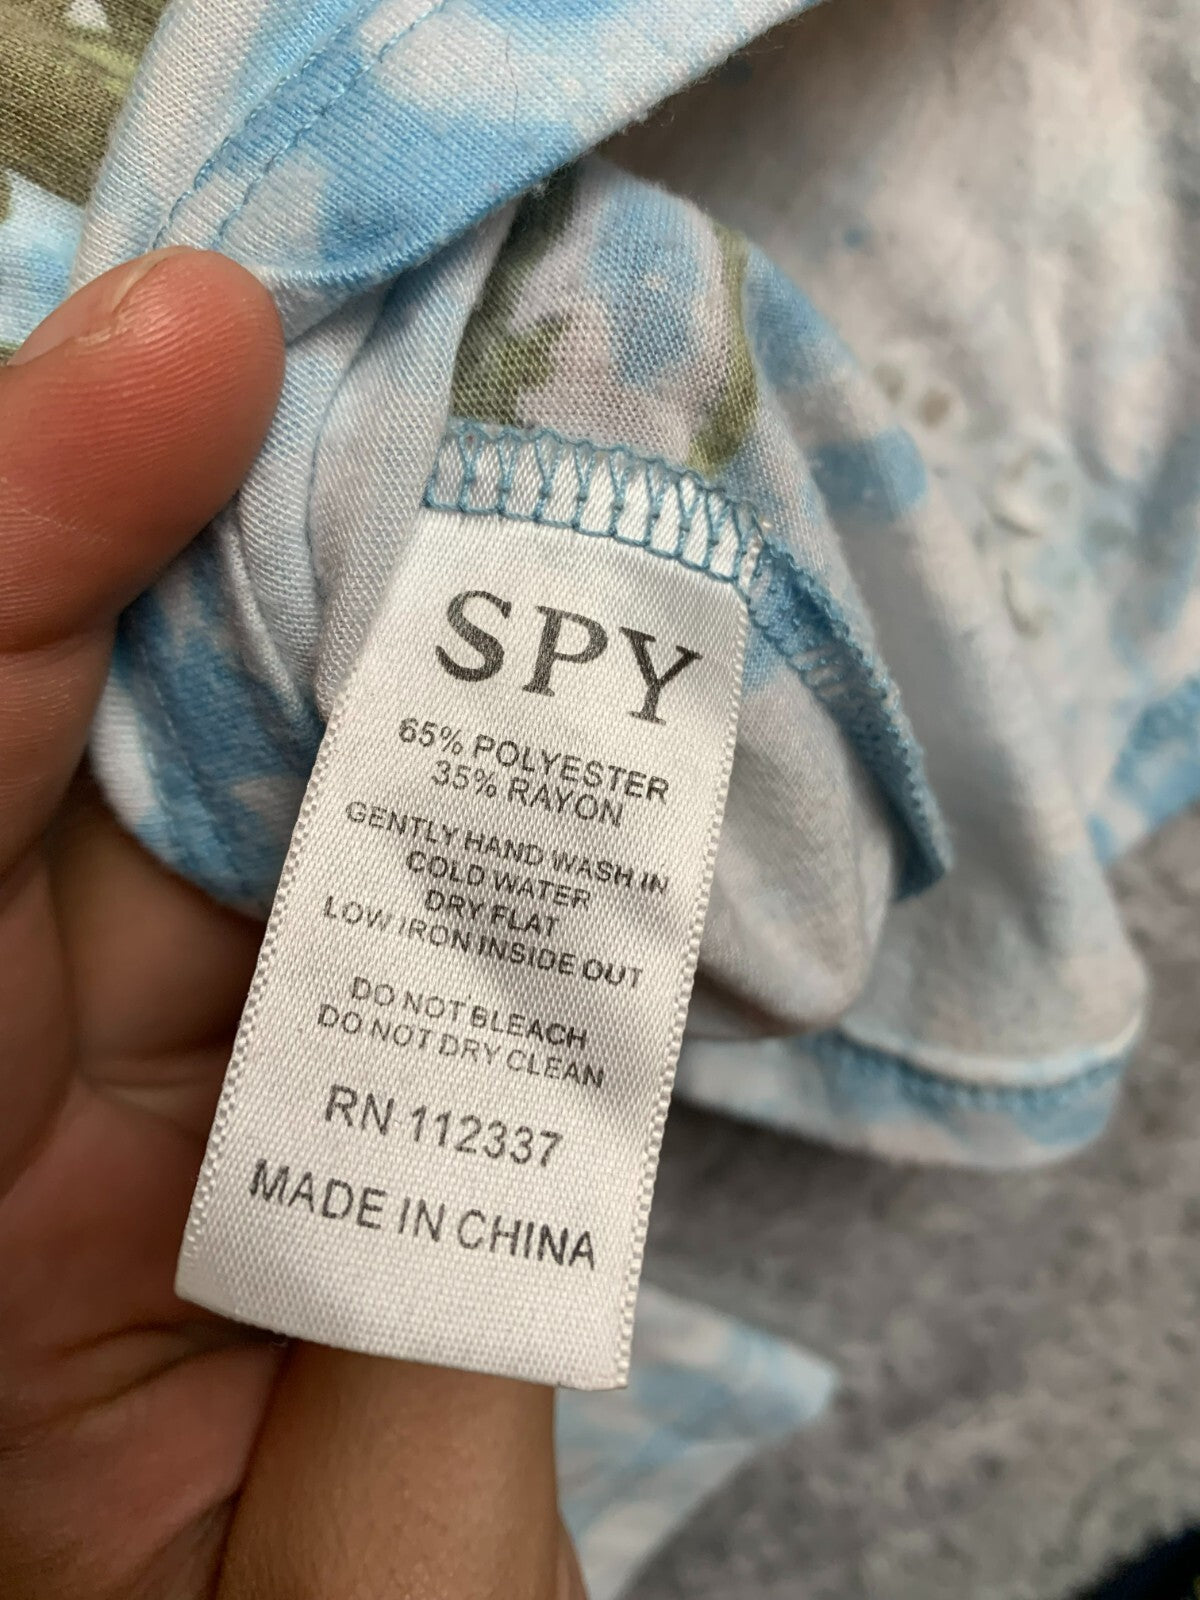 SPY
65% POLYESTER
35% RAYON
GENTLY HAND WASH IN
COLD WATER
DRY FLAT
LOW IRON INSIDE OUT
DO NOT BLEACH
DO NOT DRY CLEAN
RN 112337
MADE IN CHINA